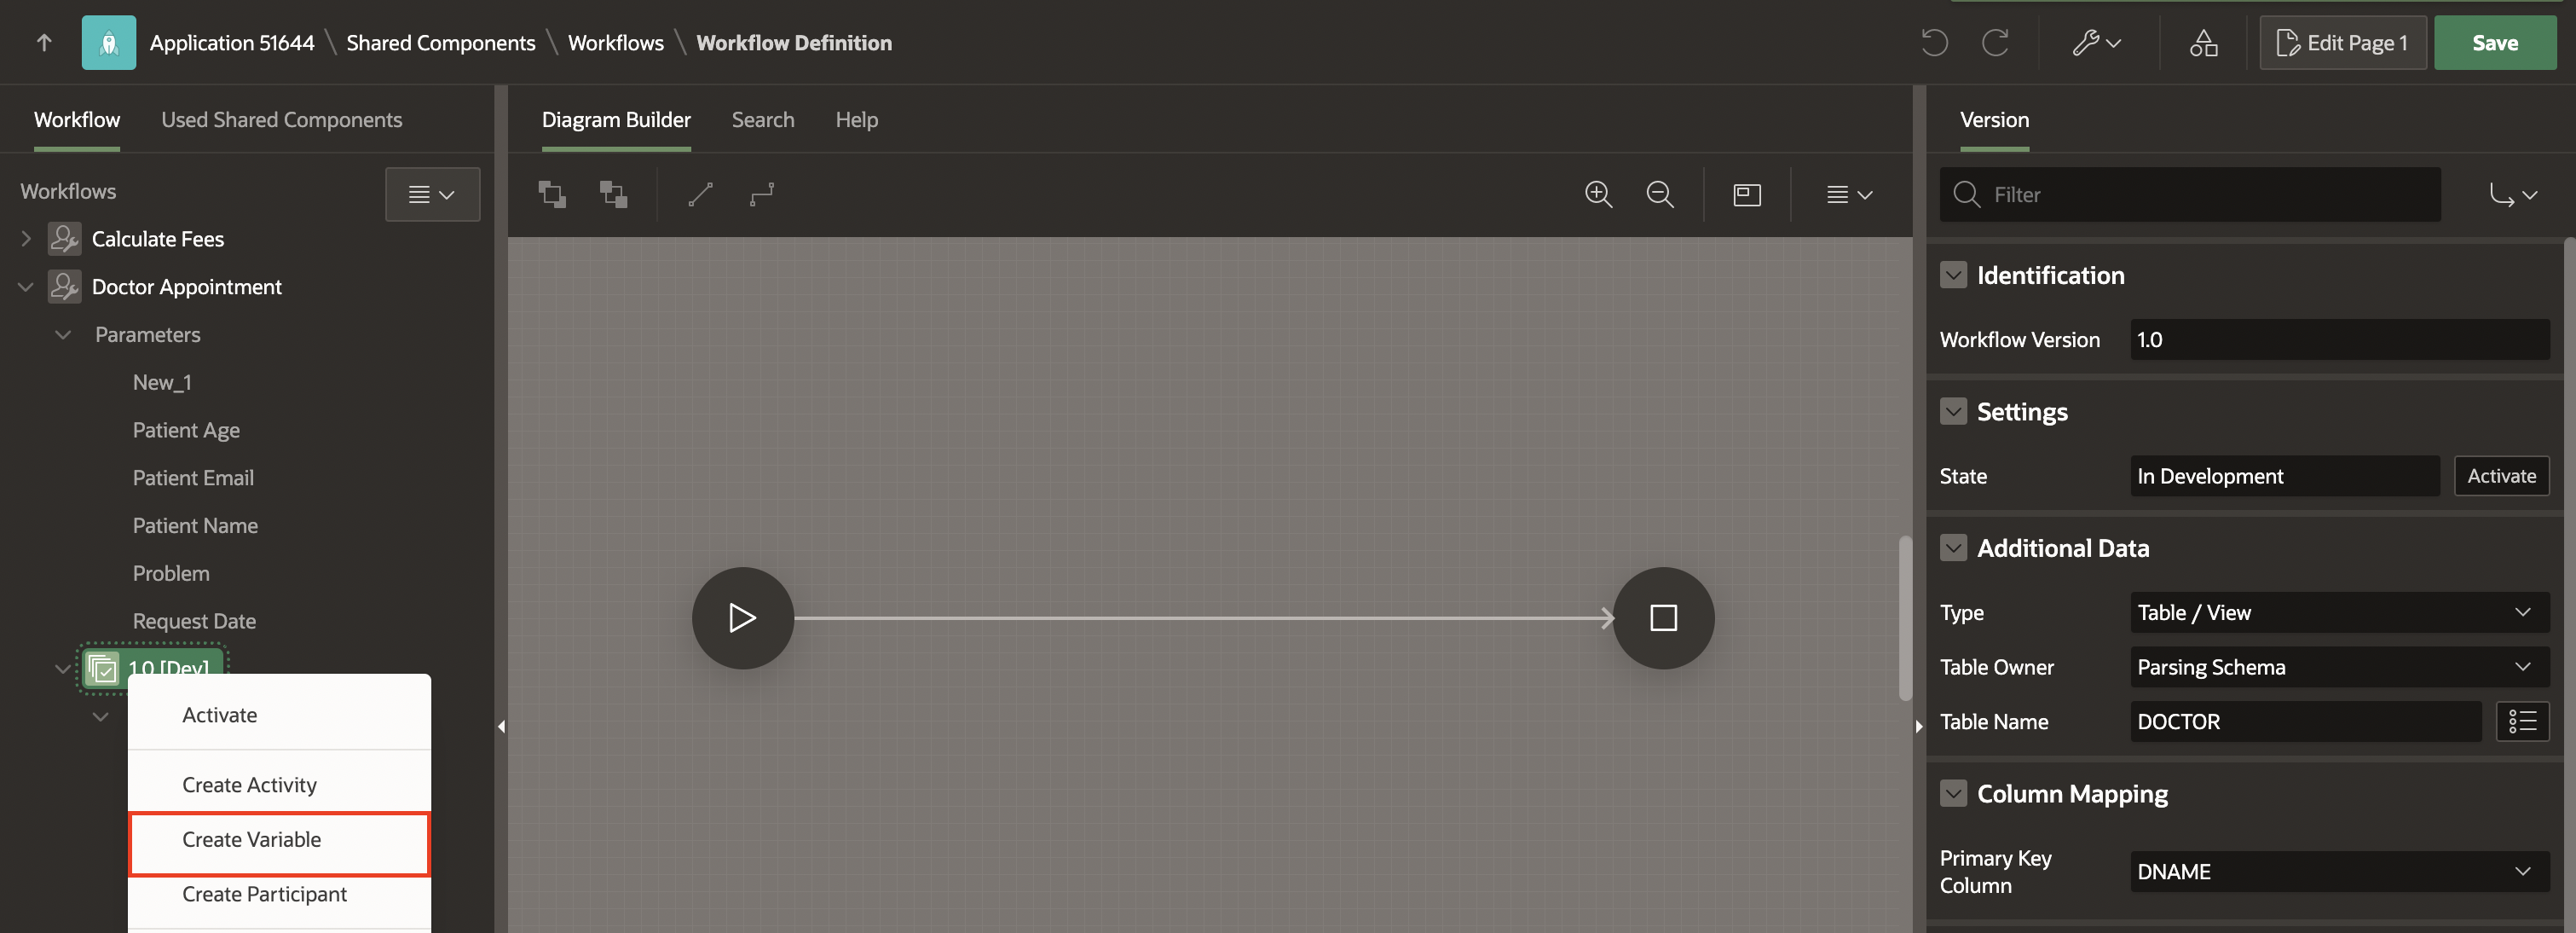 Application 51644 \ Shared Components \ Workflows \ Workflow Definition
Edit Page 1
Save
Workflow
Used Shared Components
Workflows
Calculate Fees
Doctor Appointment
Parameters
New_1
Patient Age
Patient Email
Patient Name
Problem
Request Date
1.0 [Dev]
Activate
Create Activity
Create Variable
Create Participant
Diagram Builder
Search
Help
Version
Filter
Identification
Workflow Version 1.0
Settings
State In Development Activate
Additional Data
Type Table / View
Table Owner Parsing Schema
Table Name DOCTOR
Column Mapping
Primary Key
Column
DNAME